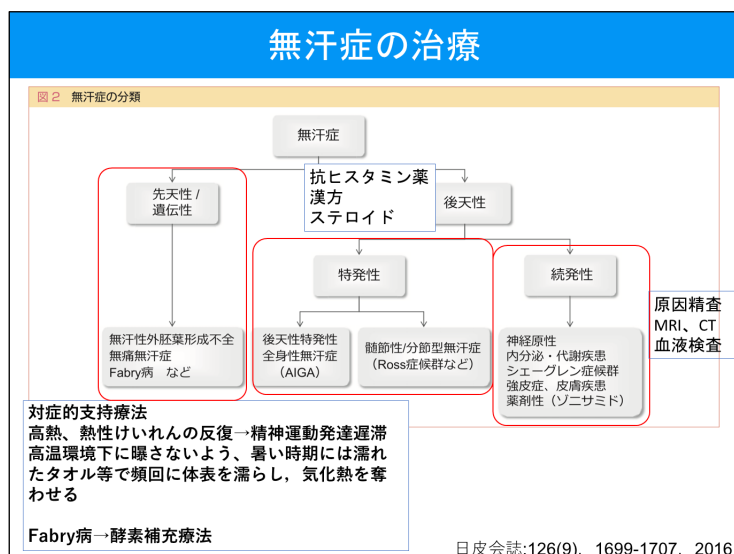 無汗症の治療
図2 無汗症の分類
無汗症
抗ヒスタミン薬
漢方
ステロイド
先天性 /
遺伝性
後天性
特発性
続発性
無汗性外胚葉形成不全
無痛無汗症
Fabry病 など
後天性特発性
全身性無汗症
（AIGA）
髄節性/分節型無汗症
（Ross症候群など）
神経原性
内分泌・代謝疾患
シェーグレン症候群
強皮症、皮膚疾患
薬剤性（ゾニサミド）
原因精査
MRI、CT
血液検査
対症的支持療法
高熱、熱性けいれんの反復→精神運動発達遅滞
高温環境下に曝さないよう、暑い時期には濡れ
たタオル等で頻回に体表を濡らし，気化熱を奪
わせる
Fabry病→酵素補充療法
日皮会誌:126(9)，1699-1707，2016